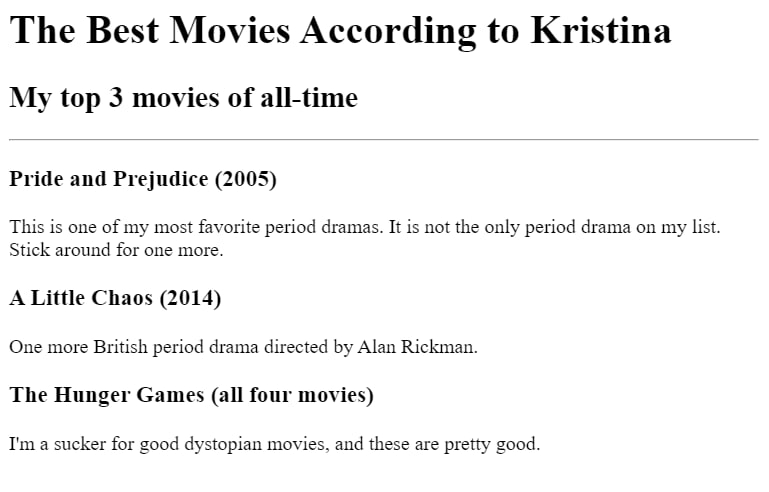 The Best Movies According to Kristina
My top 3 movies of all-time
Pride and Prejudice (2005)
This is one of my most favorite period dramas. It is not the only period drama on my list.
Stick around for one more.
A Little Chaos (2014)
One more British period drama directed by Alan Rickman.
The Hunger Games (all four movies)
I'm a sucker for good dystopian movies, and these are pretty good.